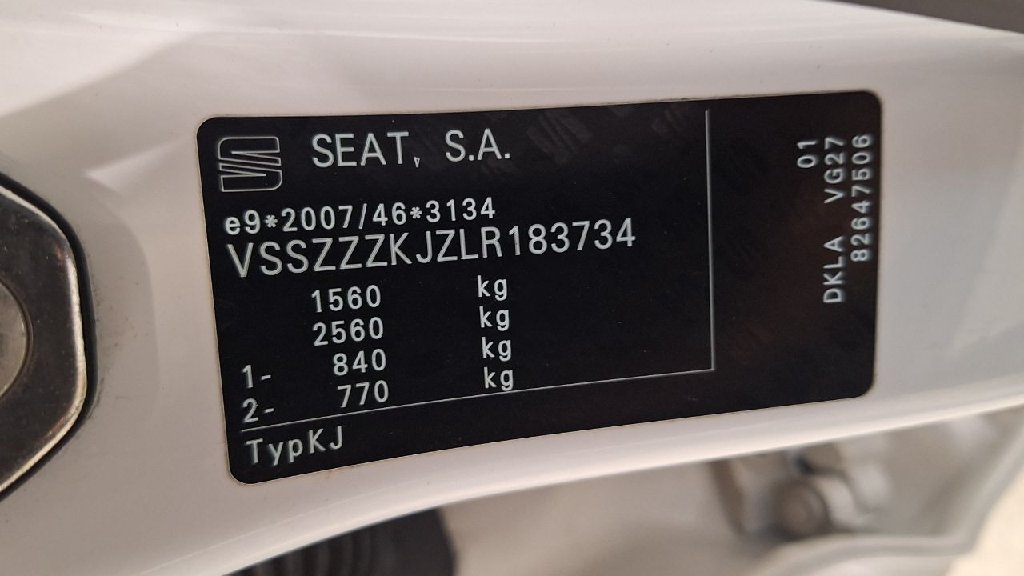 SEAT, S.A.
e9*2007/46*3134
VSSZZZKJZLR183734
1560 kg
2560 kg
1- 840 kg
2- 770 kg
TypKJ
01
DKLA VG27
82647506